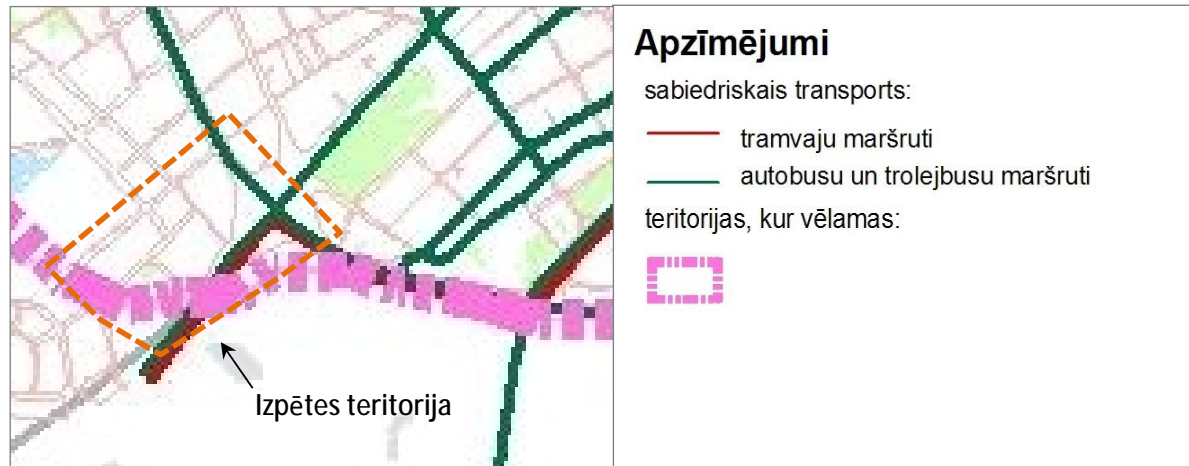 Izpētes teritorija
Apzīmējumi
sabiedriskais transports:
tramvaju maršruti
autobusu un trolejbusu maršruti
teritorijas, kur vēlamas: